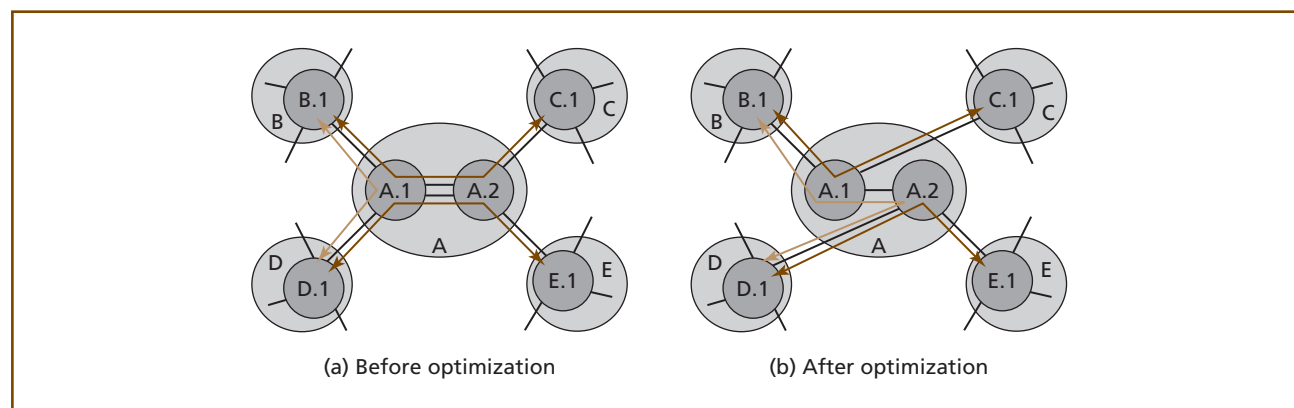 B.1
B
C.1
C
A.1
A.2
A
D
D.1
E.1
E
(a) Before optimization
B.1
B
C.1
C
A.1
A.2
A
D
D.1
E.1
E
(b) After optimization